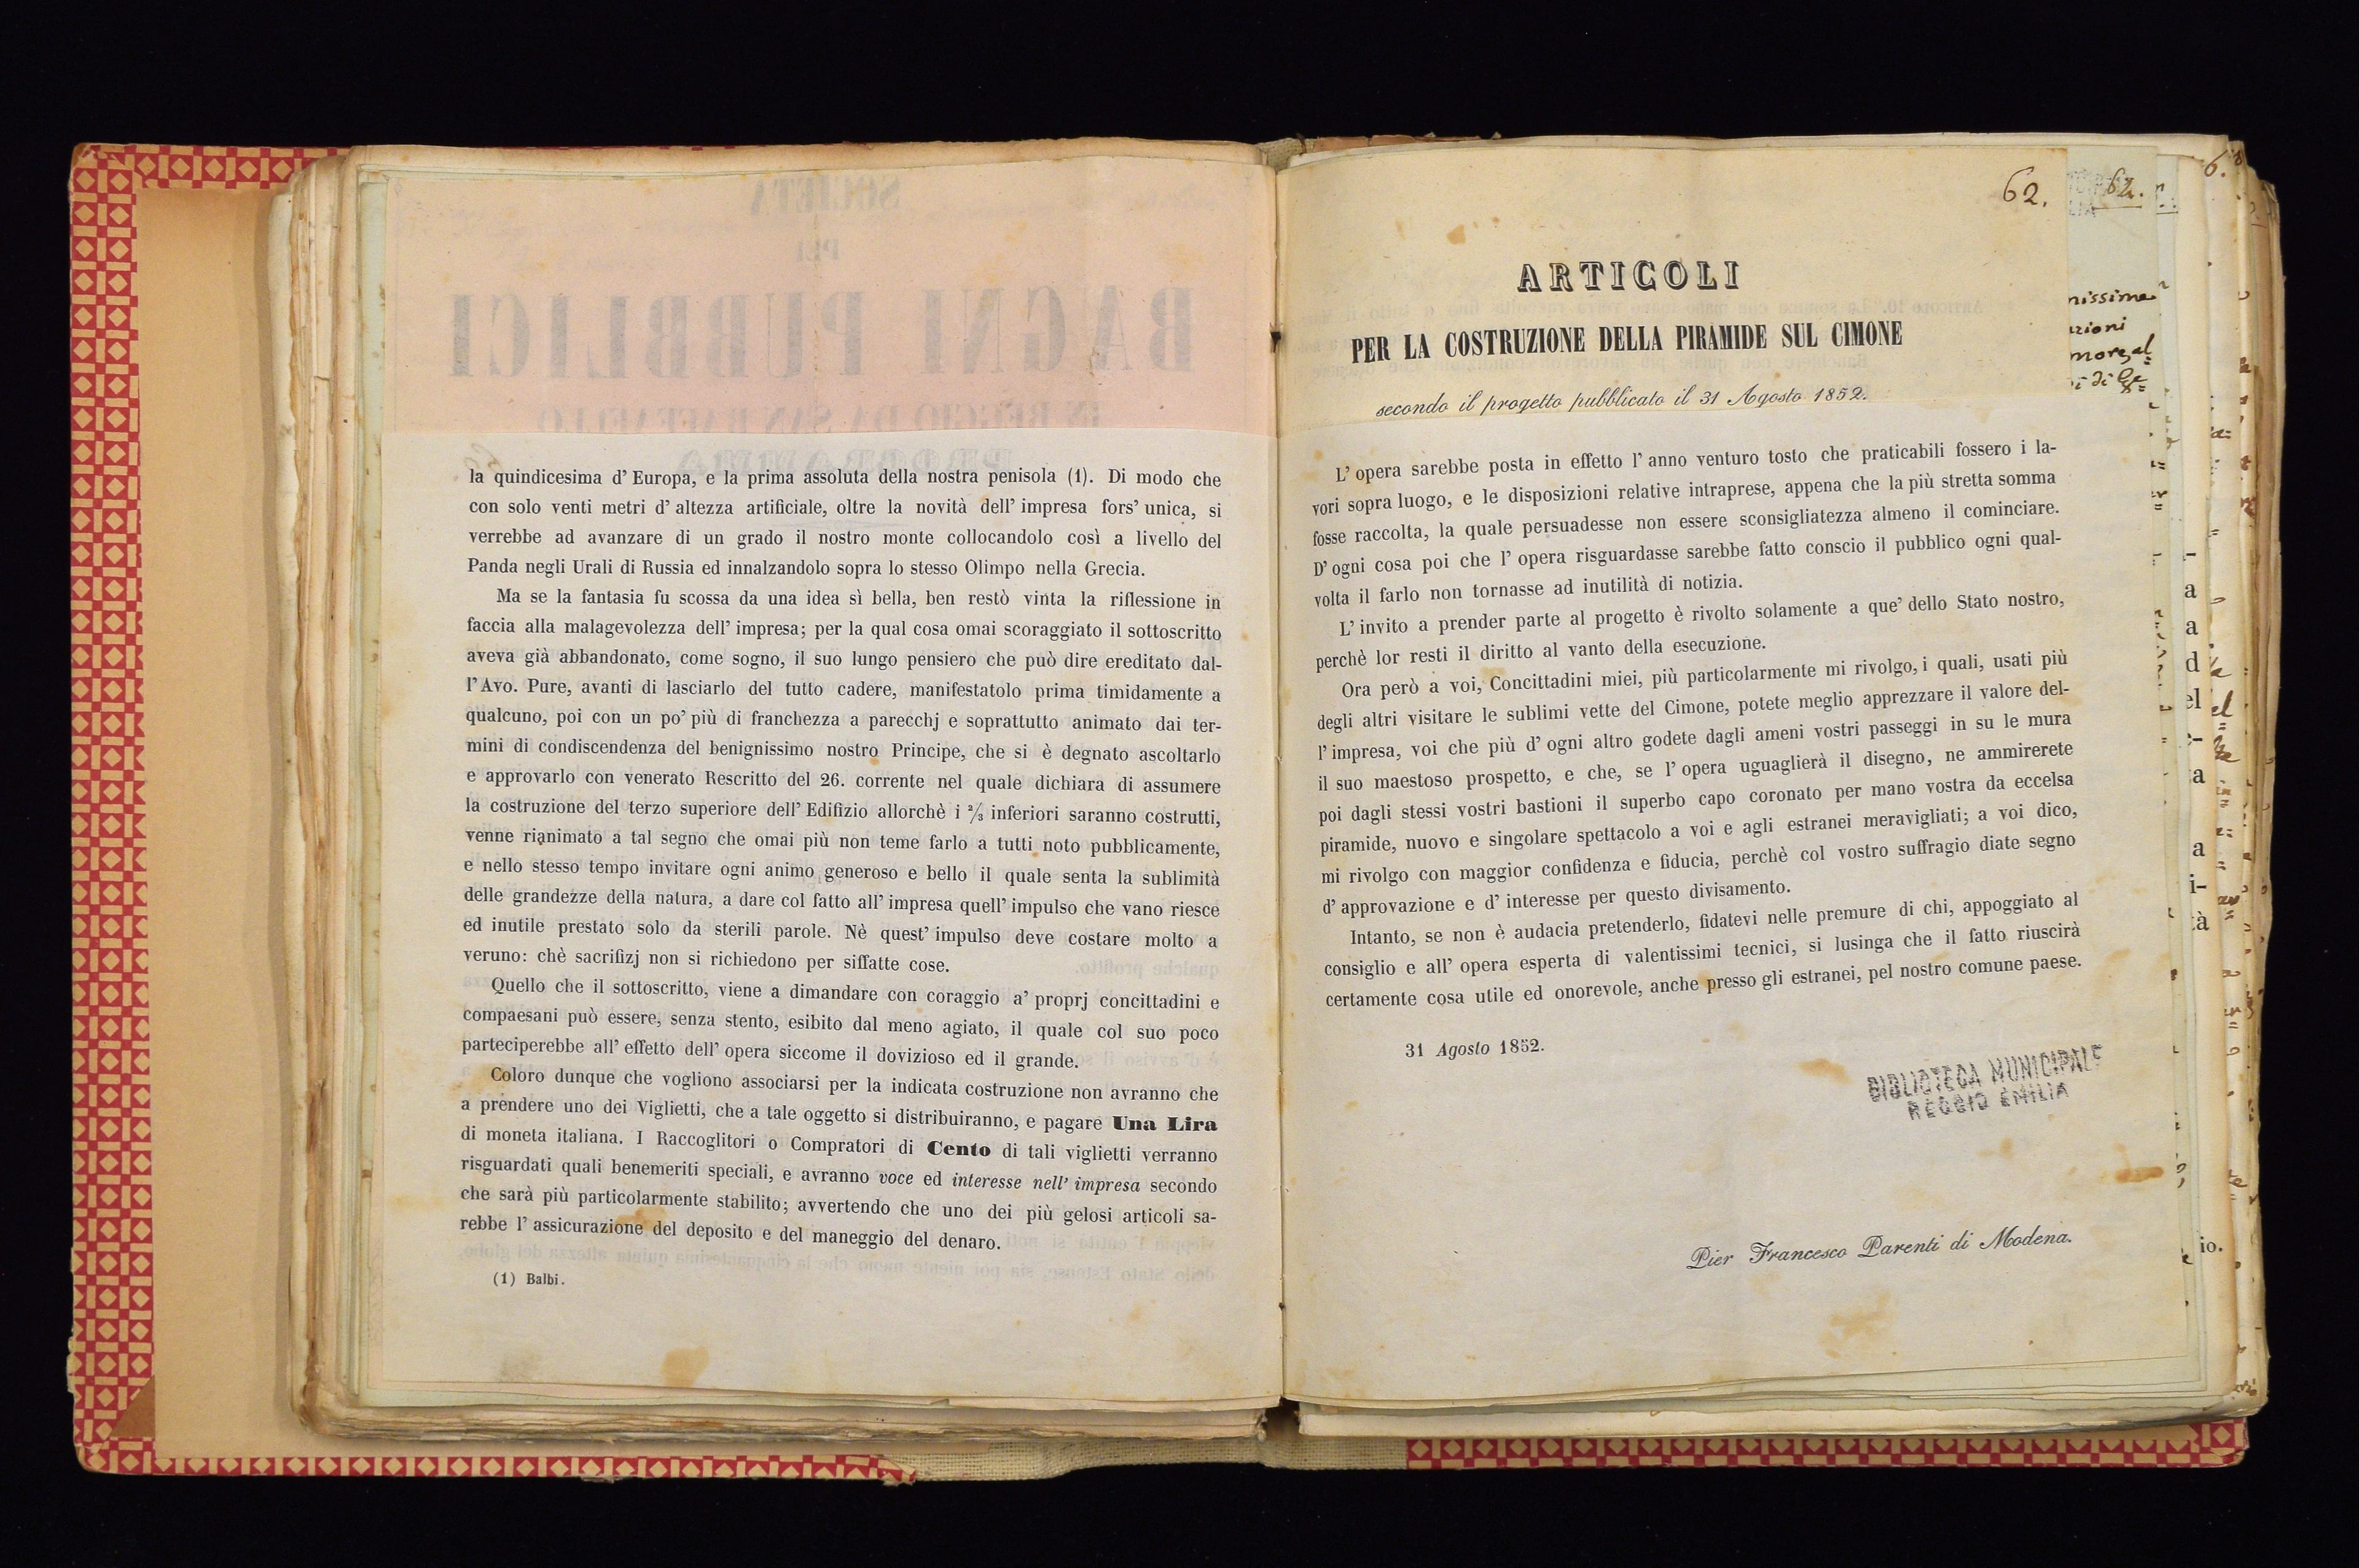 la quindicesima d' Europa, e la prima assoluta della nostra penisola (1). Di modo che
con solo venti metri d' altezza artificiale, oltre la novità dell' impresa fors' unica, si
verrebbe ad avanzare di un grado il nostro monte collocandolo così a livello del
Panda negli Urali di Russia ed innalzandolo sopra lo stesso Olimpo nella Grecia.
Ma se la fantasia fu scossa da una idea sì bella, ben restò vinta la riflessione in
faccia alla malagevolezza dell' impresa; per la qual cosa omai scoraggiato il sottoscritto
aveva già abbandonato, come sogno, il suo lungo pensiero che può dire ereditato dal-
l' Avo. Pure, avanti di lasciarlo del tutto cadere, manifestatolo prima timidamente a
qualcuno, poi con un po' più di franchezza a parecchj e soprattutto animato dai ter-
mini di condiscendenza del benignissimo nostro Principe, che si è degnato ascoltarlo
e approvarlo con venerato Rescritto del 26. corrente nel quale dichiara di assumere
la costruzione del terzo superiore dell' Edifizio allorchè i 2/3 inferiori saranno costrutti,
venne rianimato a tal segno che omai più non teme farlo a tutti noto pubblicamente,
e nello stesso tempo invitare ogni animo generoso e bello il quale senta la sublimità
delle grandezze della natura, a dare col fatto all' impresa quell' impulso che vano riesce
ed inutile prestato solo da sterili parole. Nè quest' impulso deve costare molto a
veruno: chè sacrifizj non si richiedono per siffatte cose.
Quello che il sottoscritto, viene a dimandare con coraggio a' proprj concittadini e
compaesani può essere, senza stento, esibito dal meno agiato, il quale col suo poco
parteciperebbe all' effetto dell' opera siccome il dovizioso ed il grande.
Coloro dunque che vogliono associarsi per la indicata costruzione non avranno che
a prendere uno dei Viglietti, che a tale oggetto si distribuiranno, e pagare Una Lira
di moneta italiana. I Raccoglitori o Compratori di Cento di tali viglietti verranno
risguardati quali benemeriti speciali, e avranno voce ed interesse nell' impresa secondo
che sarà più particolarmente stabilito; avvertendo che uno dei più gelosi articoli sa-
rebbe l' assicurazione del deposito e del maneggio del denaro.
(1) Balbi.
62.
ARTICOLI
PER LA COSTRUZIONE DELLA PIRAMIDE SUL CIMONE
secondo il progetto pubblicato il 31 Agosto 1852.
L' opera sarebbe posta in effetto l' anno venturo tosto che praticabili fossero i la-
vori sopra luogo, e le disposizioni relative intraprese, appena che la più stretta somma
fosse raccolta, la quale persuadesse non essere sconsigliatezza almeno il cominciare.
D' ogni cosa poi che l' opera risguardasse sarebbe fatto conscio il pubblico ogni qual-
volta il farlo non tornasse ad inutilità di notizia.
L' invito a prender parte al progetto è rivolto solamente a que' dello Stato nostro,
perchè lor resti il diritto al vanto della esecuzione.
Ora però a voi, Concittadini miei, più particolarmente mi rivolgo, i quali, usati più
degli altri visitare le sublimi vette del Cimone, potete meglio apprezzare il valore del-
l' impresa, voi che più d' ogni altro godete dagli ameni vostri passeggi in su le mura
il suo maestoso prospetto, e che, se l' opera uguaglierà il disegno, ne ammirerete
poi dagli stessi vostri bastioni il superbo capo coronato per mano vostra da eccelsa
piramide, nuovo e singolare spettacolo a voi e agli estranei meravigliati; a voi dico,
mi rivolgo con maggior confidenza e fiducia, perchè col vostro suffragio diate segno
d' approvazione e d' interesse per questo divisamento.
Intanto, se non è audacia pretenderlo, fidatevi nelle premure di chi, appoggiato al
consiglio e all' opera esperta di valentissimi tecnici, si lusinga che il fatto riuscirà
certamente cosa utile ed onorevole, anche presso gli estranei, pel nostro comune paese.
31 Agosto 1852.
BIBLIOTECA MUNICIPALE
REGGIO EMILIA
Pier Francesco Parenti di Modena.